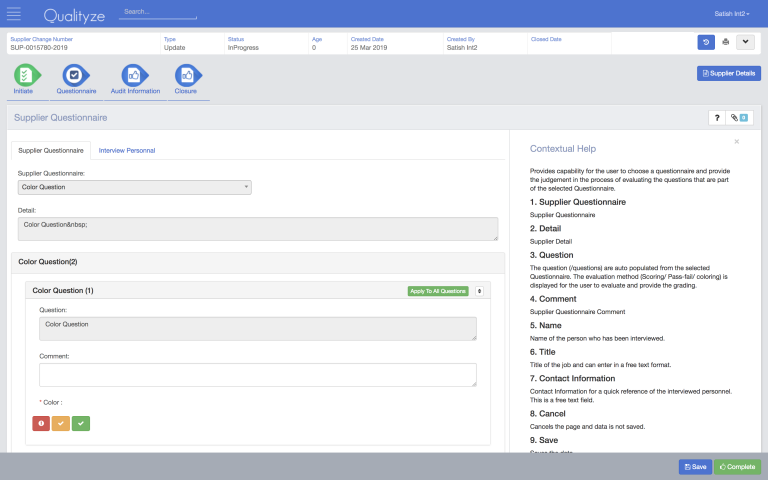 Qualityze
Search...
Satish Int2
Supplier Change Number
SUP-0015780-2019
Type
Update
Status
InProgress
Age
0
Created Date
25 Mar 2019
Created By
Satish Int2
Closed Date
Initiate
Questionnaire
Audit Information
Closure
Supplier Details
Supplier Questionnaire
?
0
Supplier Questionnaire
Interview Personnal
Supplier Questionnaire:
Color Question
Detail:
Color Question&nbsp;
Color Question(2)
Color Question (1)
Apply To All Questions
Question:
Color Question
Comment:
* Color :
Contextual Help
×
Provides capability for the user to choose a questionnaire and provide
the judgement in the process of evaluating the questions that are part
of the selected Questionnaire.
1. Supplier Questionnaire
Supplier Questionnaire
2. Detail
Supplier Detail
3. Question
The question (/questions) are auto populated from the selected
Questionnaire. The evaluation method (Scoring/ Pass-fail/ coloring) is
displayed for the user to evaluate and provide the grading.
4. Comment
Supplier Questionnaire Comment
5. Name
Name of the person who has been interviewed.
6. Title
Title of the job and can enter in a free text format.
7. Contact Information
Contact Information for a quick reference of the interviewed personnel.
This is a free text field.
8. Cancel
Cancels the page and data is not saved.
9. Save
Saves the data
Save
Complete